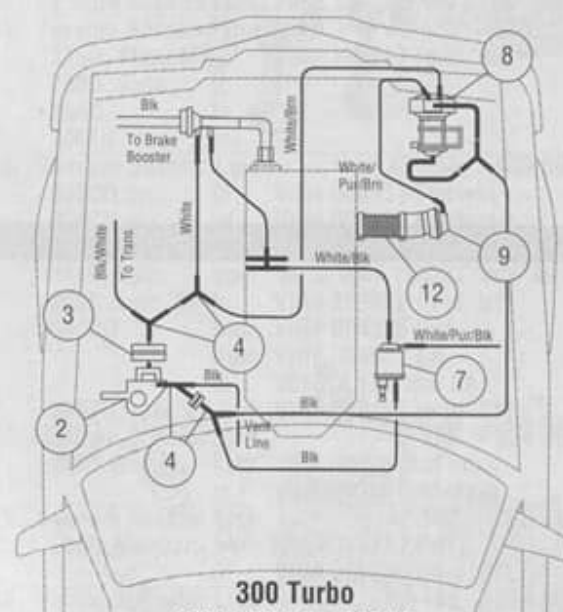 8
Blk
To Brake
Booster
White/Brn
White/
Pur/Brn
White
Blk/White
To Trans.
White/Blk
9
12
3
4
White/Pur/Blk
7
Blk
2
Blk
4
Vent
Line
Blk
300 Turbo